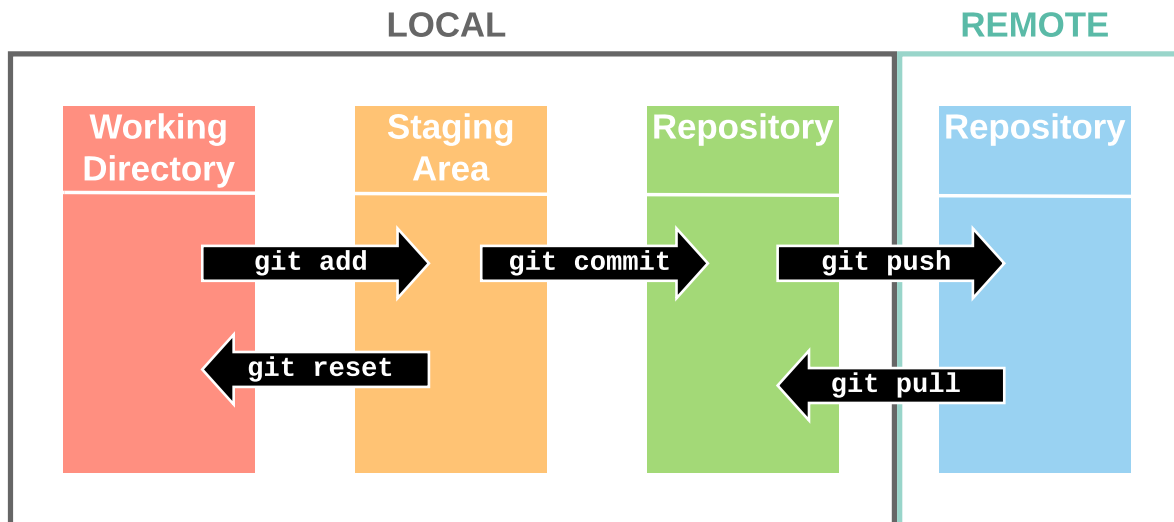 LOCAL
REMOTE
Working
Directory
Staging
Area
Repository
Repository
git add
git commit
git push
git reset
git pull